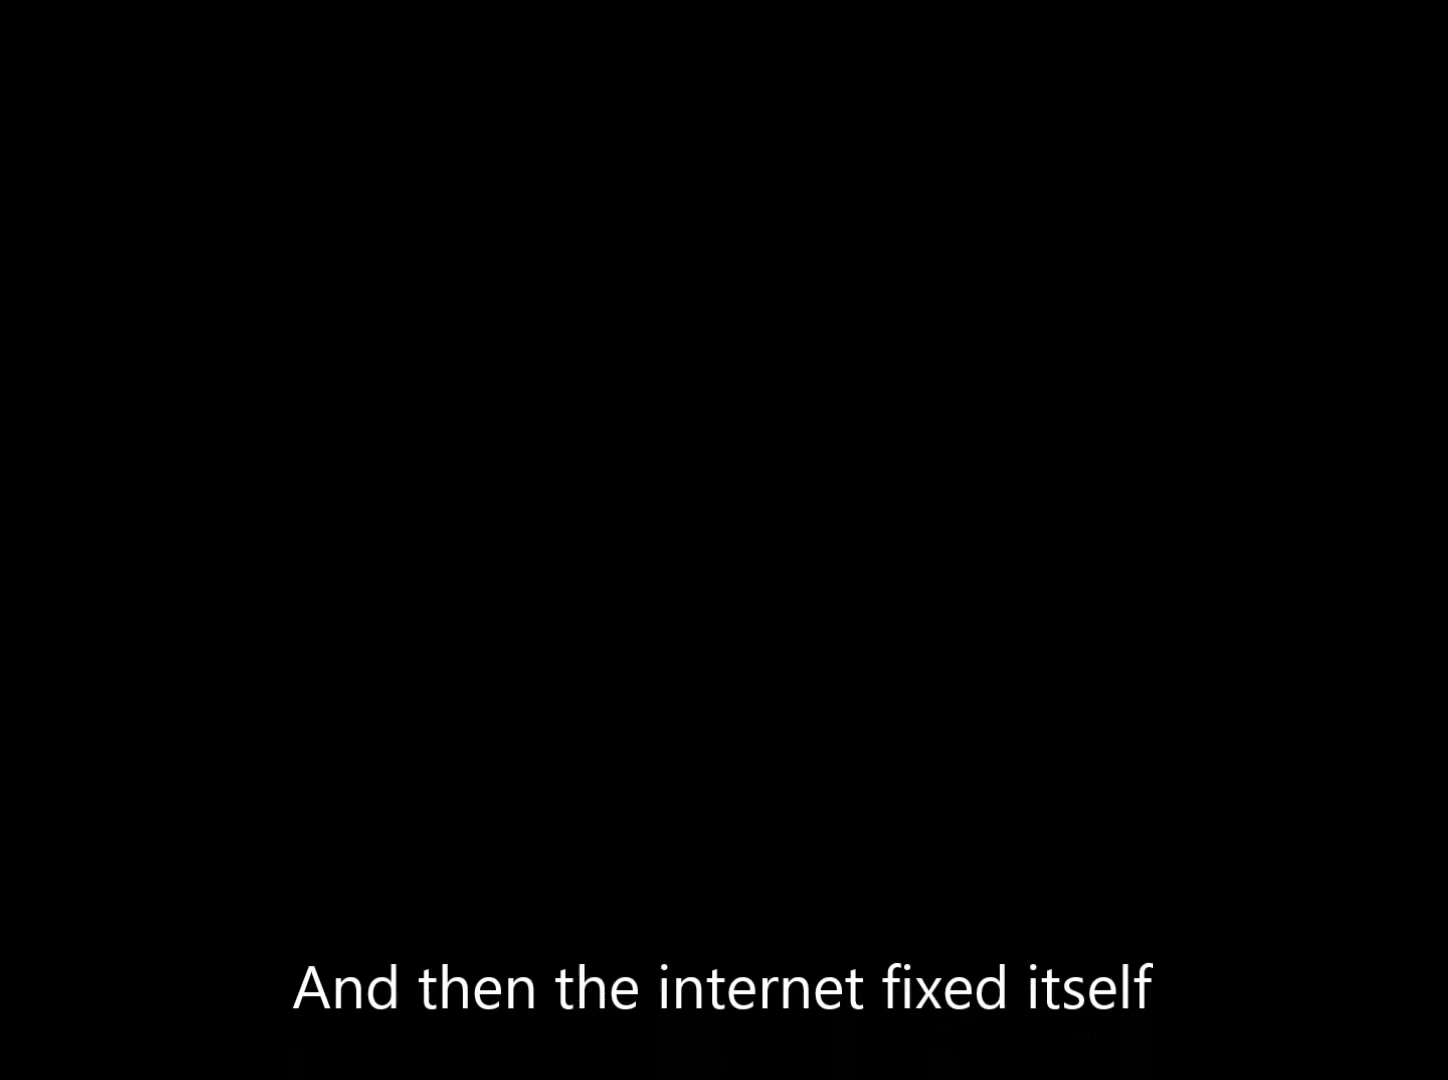 And then the internet fixed itself